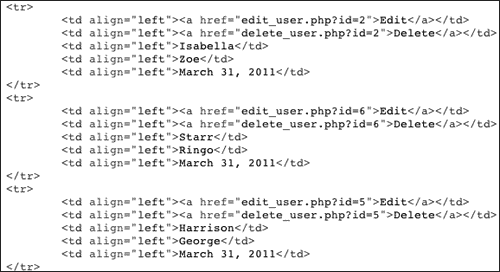 <tr>
<td align="left"><a href="edit_user.php?id=2">Edit</a></td>
<td align="left"><a href="delete_user.php?id=2">Delete</a></td>
<td align="left">Isabella</td>
<td align="left">Zoe</td>
<td align="left">March 31, 2011</td>
</tr>
<tr>
<td align="left"><a href="edit_user.php?id=6">Edit</a></td>
<td align="left"><a href="delete_user.php?id=6">Delete</a></td>
<td align="left">Starr</td>
<td align="left">Ringo</td>
<td align="left">March 31, 2011</td>
</tr>
<tr>
<td align="left"><a href="edit_user.php?id=5">Edit</a></td>
<td align="left"><a href="delete_user.php?id=5">Delete</a></td>
<td align="left">Harrison</td>
<td align="left">George</td>
<td align="left">March 31, 2011</td>
</tr>